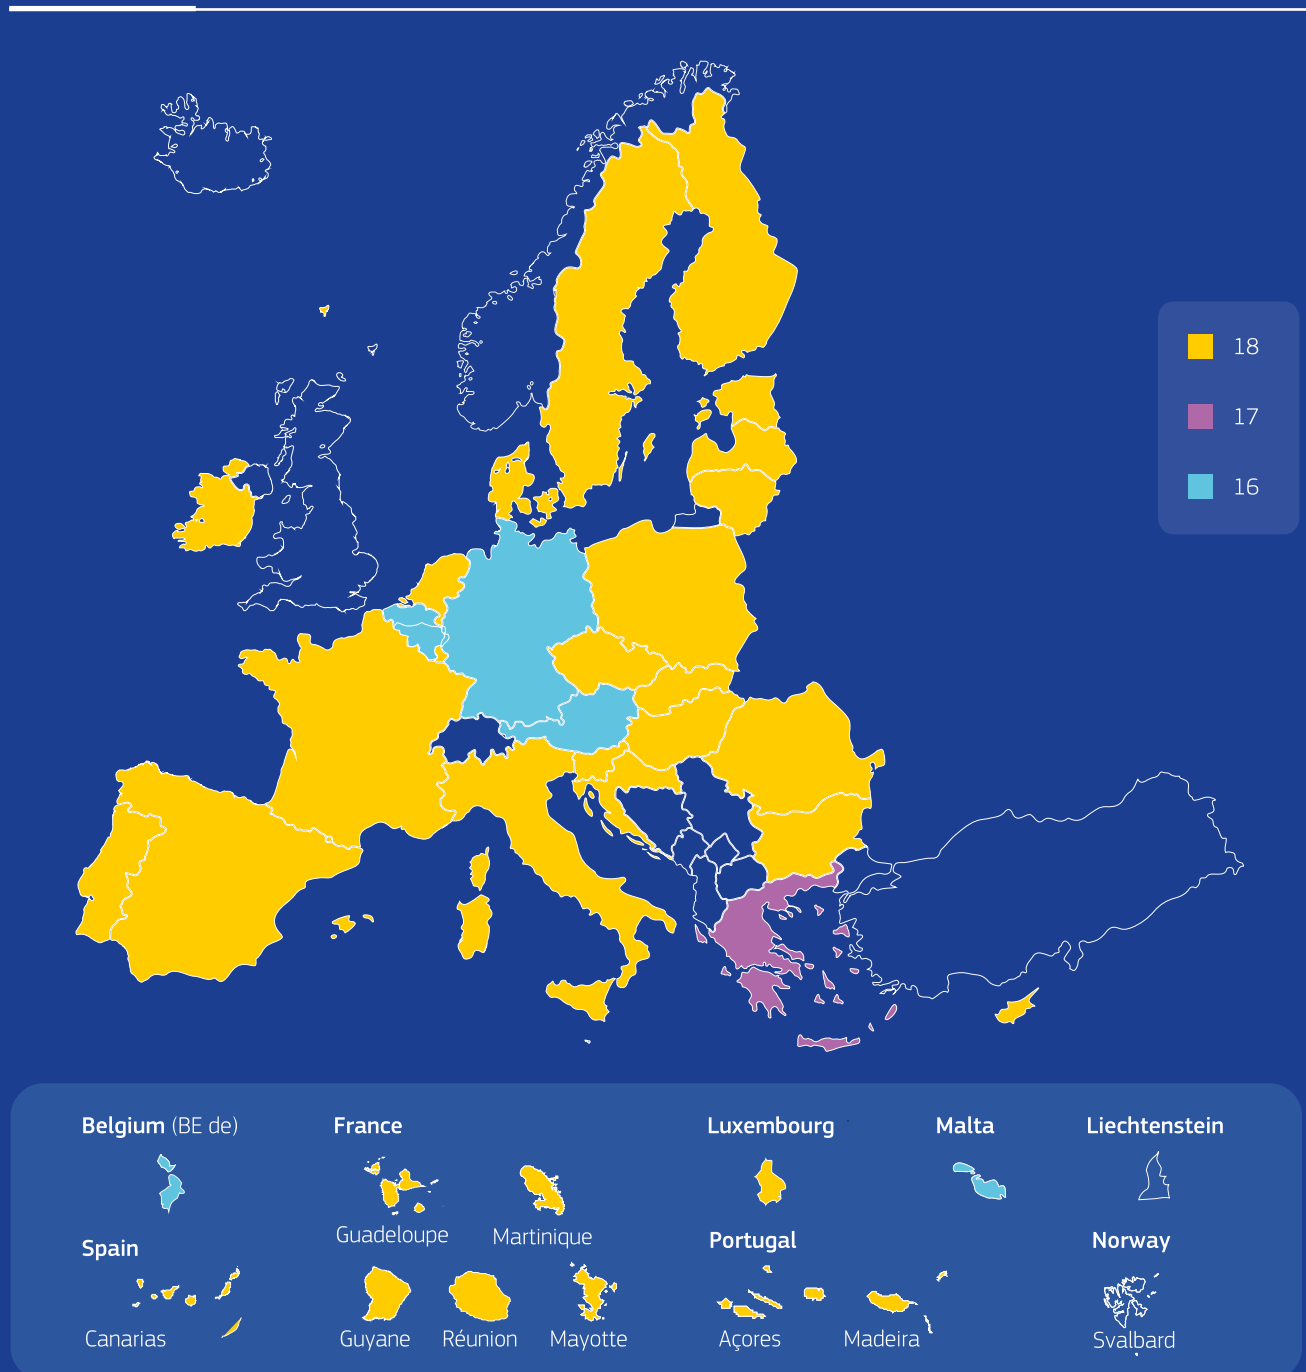 18
17
16
Belgium (BE de)
France
Luxembourg
Malta
Liechtenstein
Guadeloupe
Martinique
Spain
Portugal
Norway
Canarias
Guyane
Réunion
Mayotte
Açores
Madeira
Svalbard